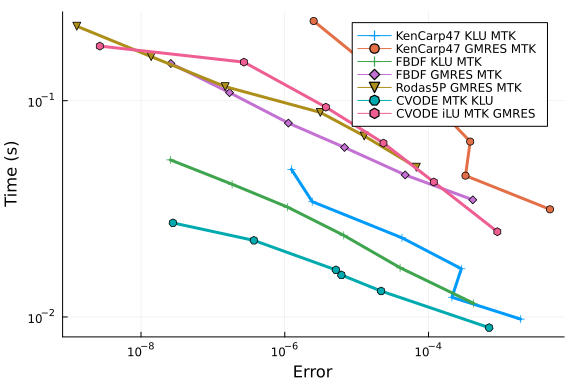 KenCarp47 KLU MTK
KenCarp47 GMRES MTK
FBDF KLU MTK
FBDF GMRES MTK
Rodas5P GMRES MTK
CVODE MTK KLU
CVODE iLU MTK GMRES
Time (s)
10⁻¹
10⁻²
10⁻⁸ 10⁻⁶ 10⁻⁴
Error